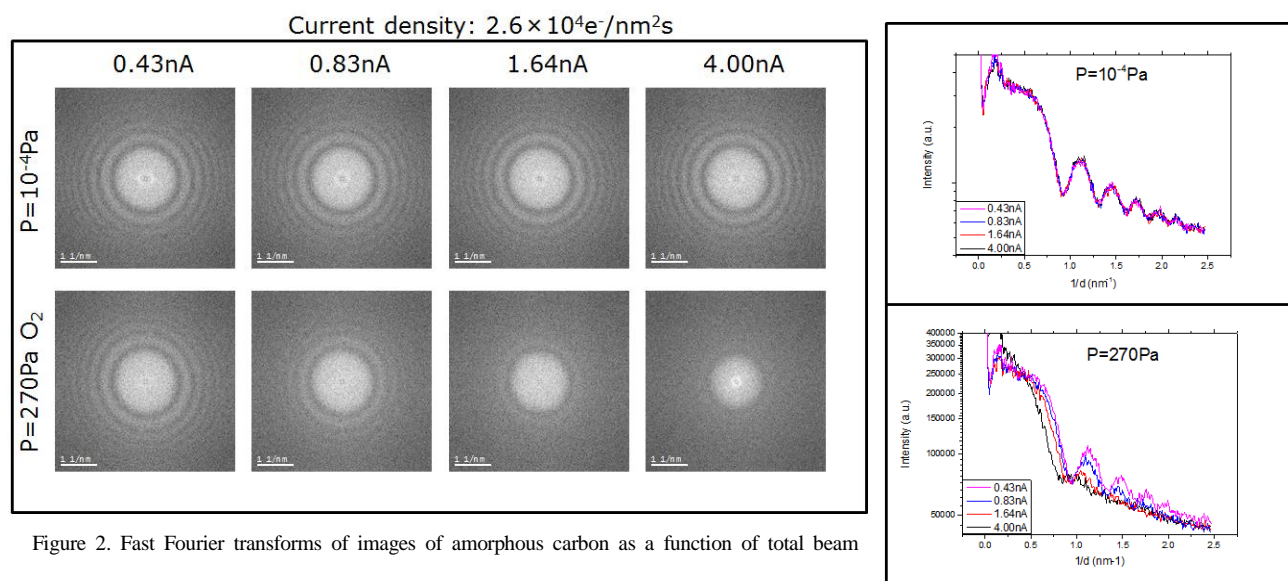 Current density: 2.6×10⁴e⁻/nm²s
0.43nA 0.83nA 1.64nA 4.00nA
P=10⁻⁴Pa
1 1/nm 1 1/nm 1 1/nm 1 1/nm
P=270Pa O₂
1 1/nm 1 1/nm 1 1/nm 1 1/nm
Figure 2. Fast Fourier transforms of images of amorphous carbon as a function of total beam
P=10⁻⁴Pa
Intensity (a.u.)
0.43nA
0.83nA
1.64nA
4.00nA
0.0 0.5 1.0 1.5 2.0 2.5
1/d (nm⁻¹)
P=270Pa
400000
350000
300000
250000
200000
150000
100000
50000
Intensity (a.u.)
0.43nA
0.83nA
1.64nA
4.00nA
0.0 0.5 1.0 1.5 2.0 2.5
1/d (nm-1)